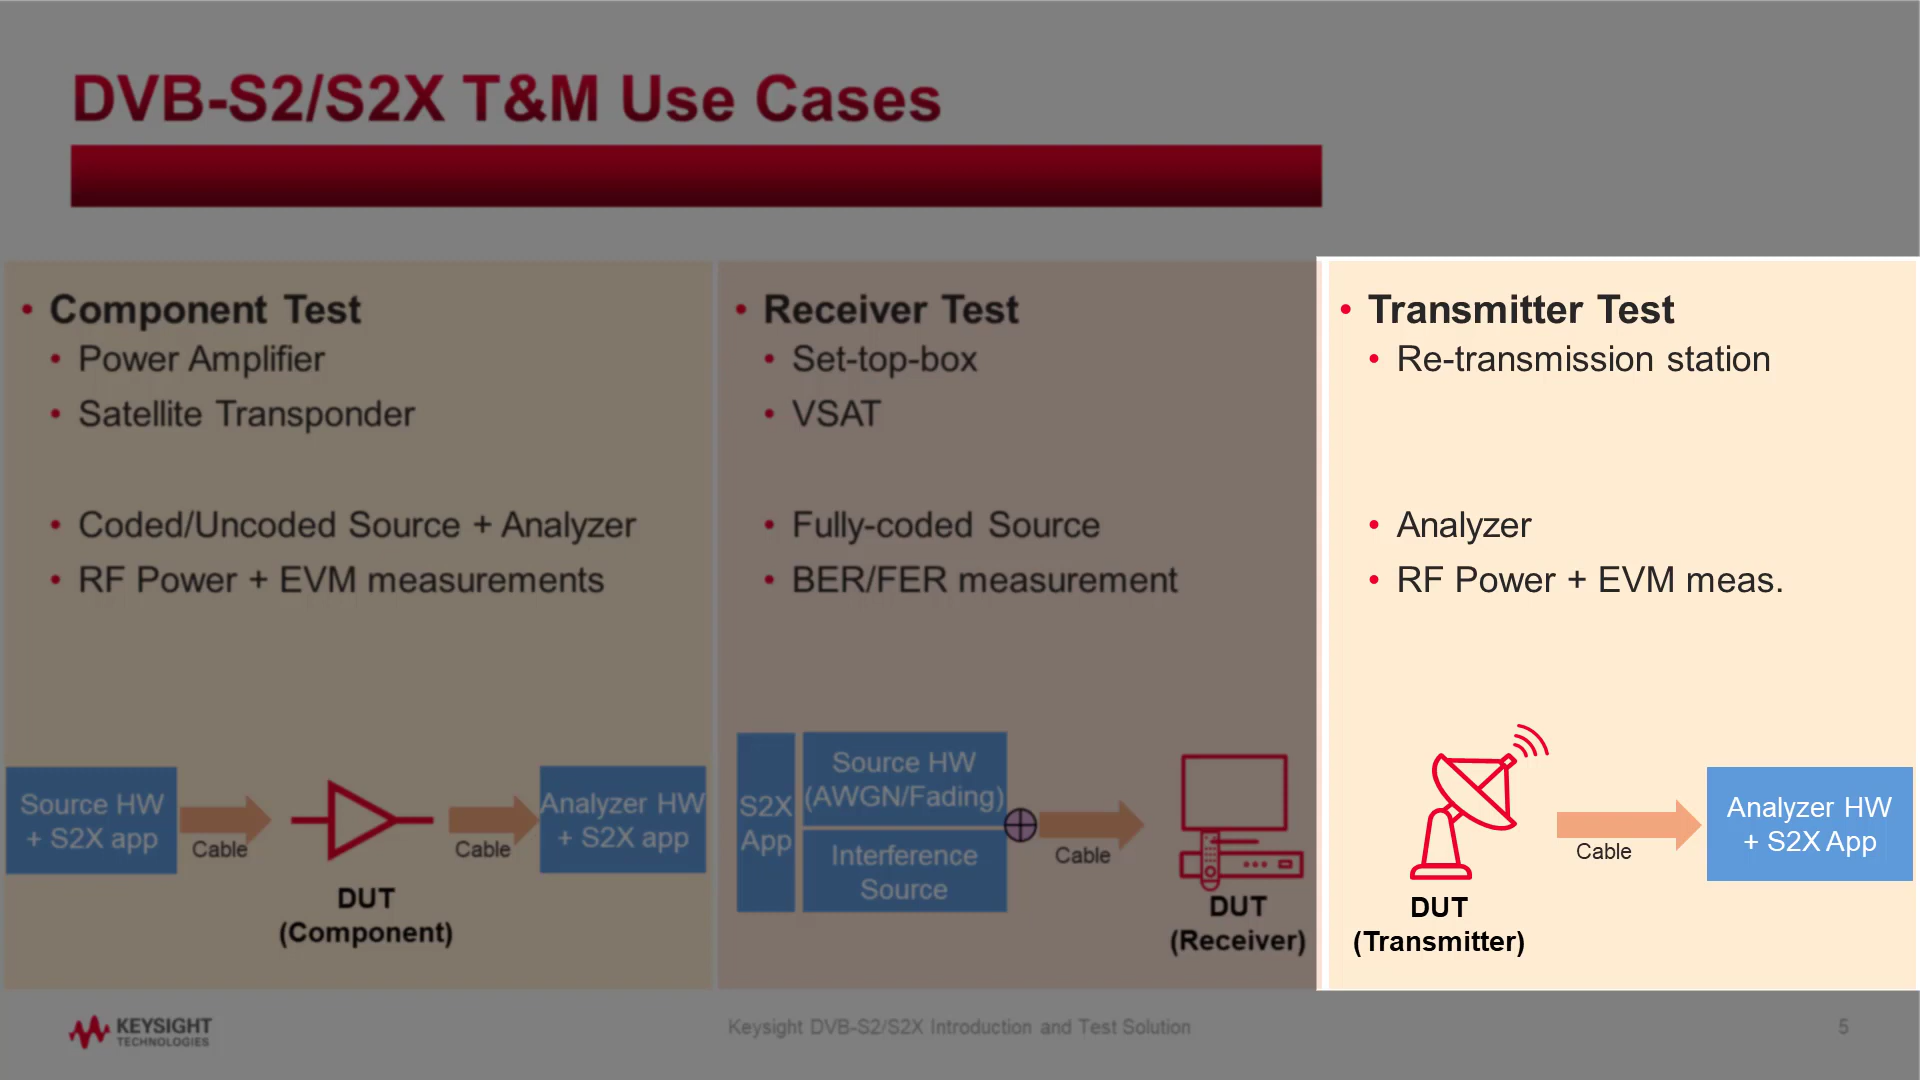 DVB-S2/S2X T&M Use Cases
• Component Test
• Power Amplifier
• Satellite Transponder
• Coded/Uncoded Source + Analyzer
• RF Power + EVM measurements
Source HW
+ S2X app
Cable
DUT
(Component)
Cable
Analyzer HW
+ S2X app
• Receiver Test
• Set-top-box
• VSAT
• Fully-coded Source
• BER/FER measurement
S2X
App
Source HW
(AWGN/Fading)
Interference
Source
Cable
DUT
(Receiver)
• Transmitter Test
• Re-transmission station
• Analyzer
• RF Power + EVM meas.
DUT
(Transmitter)
Cable
Analyzer HW
+ S2X App
KEYSIGHT
TECHNOLOGIES
Keysight DVB-S2/S2X Introduction and Test Solution
5